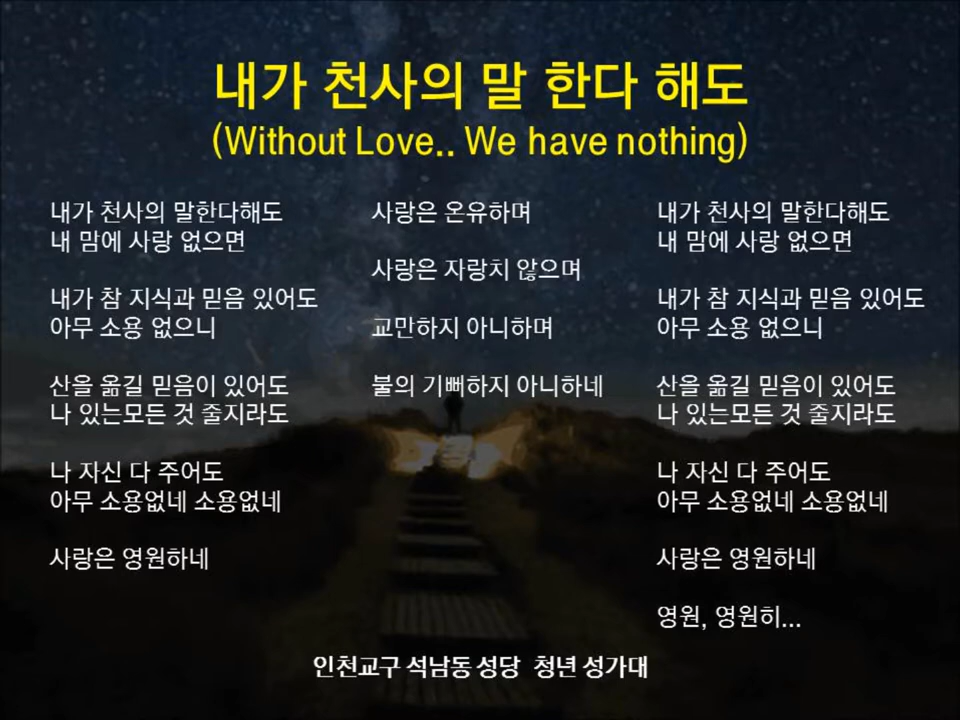 내가 천사의 말 한다 해도
(Without Love.. We have nothing)
내가 천사의 말한다해도
내 맘에 사랑 없으면
내가 참 지식과 믿음 있어도
아무 소용 없으니
산을 옮길 믿음이 있어도
나 있는모든 것 줄지라도
나 자신 다 주어도
아무 소용없네 소용없네
사랑은 영원하네
사랑은 온유하며
사랑은 자랑치 않으며
교만하지 아니하며
불의 기뻐하지 아니하네
내가 천사의 말한다해도
내 맘에 사랑 없으면
내가 참 지식과 믿음 있어도
아무 소용 없으니
산을 옮길 믿음이 있어도
나 있는모든 것 줄지라도
나 자신 다 주어도
아무 소용없네 소용없네
사랑은 영원하네
영원, 영원히...
인천교구 석남동 성당 청년 성가대